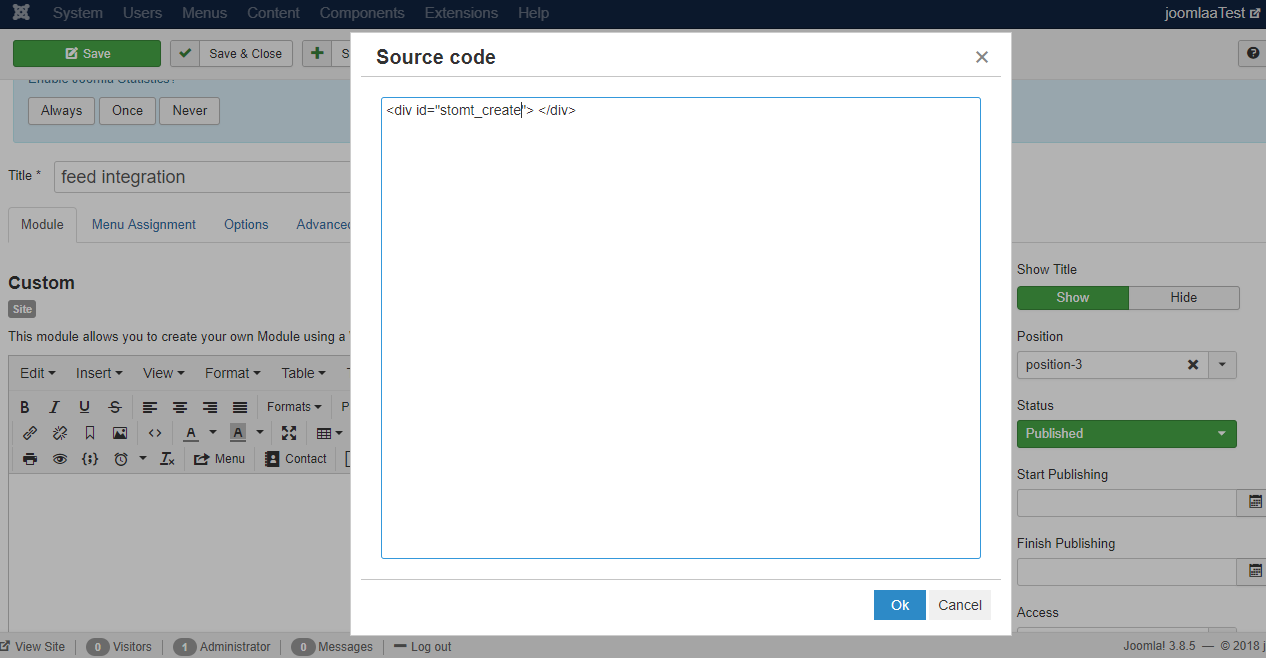 System Users Menus Content Components Extensions Help joomlaaTest
Save Save & Close S
Source code
Enable Joomla Statistics?
Always Once Never
<div id="stomt_create"> </div>
Title * feed integration
Module Menu Assignment Options Advanced
Custom
Site
This module allows you to create your own Module using a
Edit Insert View Format Table
Formats P
Menu Contact
Show Title
Show Hide
Position
position-3
Status
Published
Start Publishing
Finish Publishing
Access
Ok Cancel
View Site 0 Visitors 1 Administrator 0 Messages Log out Joomla! 3.8.5 — © 2018 j